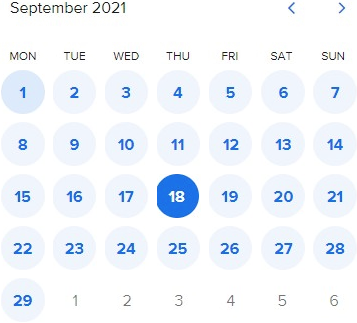 September 2021
MON TUE WED THU FRI SAT SUN
1 2 3 4 5 6 7
8 9 10 11 12 13 14
15 16 17 18 19 20 21
22 23 24 25 26 27 28
29 1 2 3 4 5 6